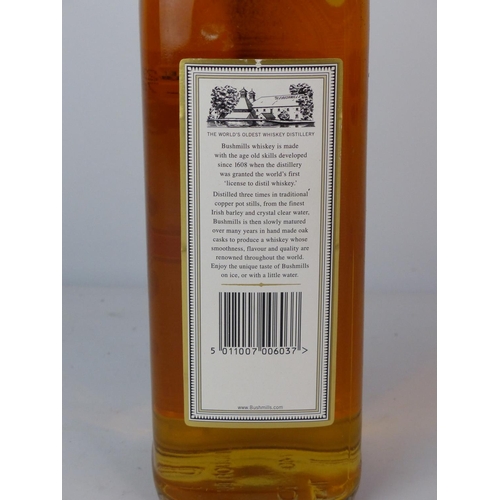 THE WORLD'S OLDEST WHISKEY DISTILLERY
Bushmills whiskey is made
with the age old skills developed
since 1608 when the distillery
was granted the world's first
'license to distil whiskey.'
Distilled three times in traditional
copper pot stills, from the finest
Irish barley and crystal clear water,
Bushmills is then slowly matured
over many years in hand made oak
casks to produce a whiskey whose
smoothness, flavour and quality are
renowned throughout the world.
Enjoy the unique taste of Bushmills
on ice, or with a little water.
5 011007 006037 >
www.Bushmills.com